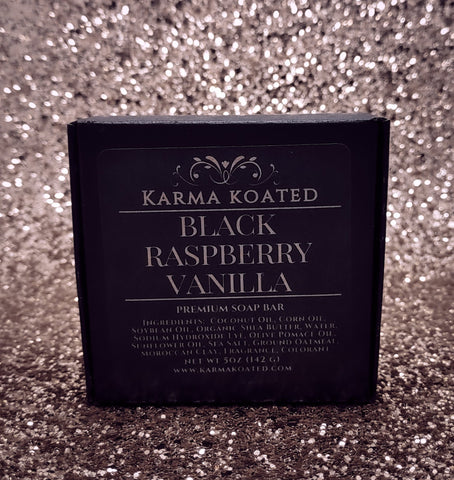 KARMA KOATED
BLACK
RASPBERRY
VANILLA
PREMIUM SOAP BAR
INGREDIENTS: COCONUT OIL, CORN OIL,
SOYBEAN OIL, ORGANIC SHEA BUTTER, WATER,
SODIUM HYDROXIDE LYE, OLIVE POMACE OIL,
SUNFLOWER OIL, SEA SALT, GROUND OATMEAL,
MOROCCAN CLAY, FRAGRANCE, COLORANT
NET WT 5OZ (142 G)
WWW.KARMAKOATED.COM